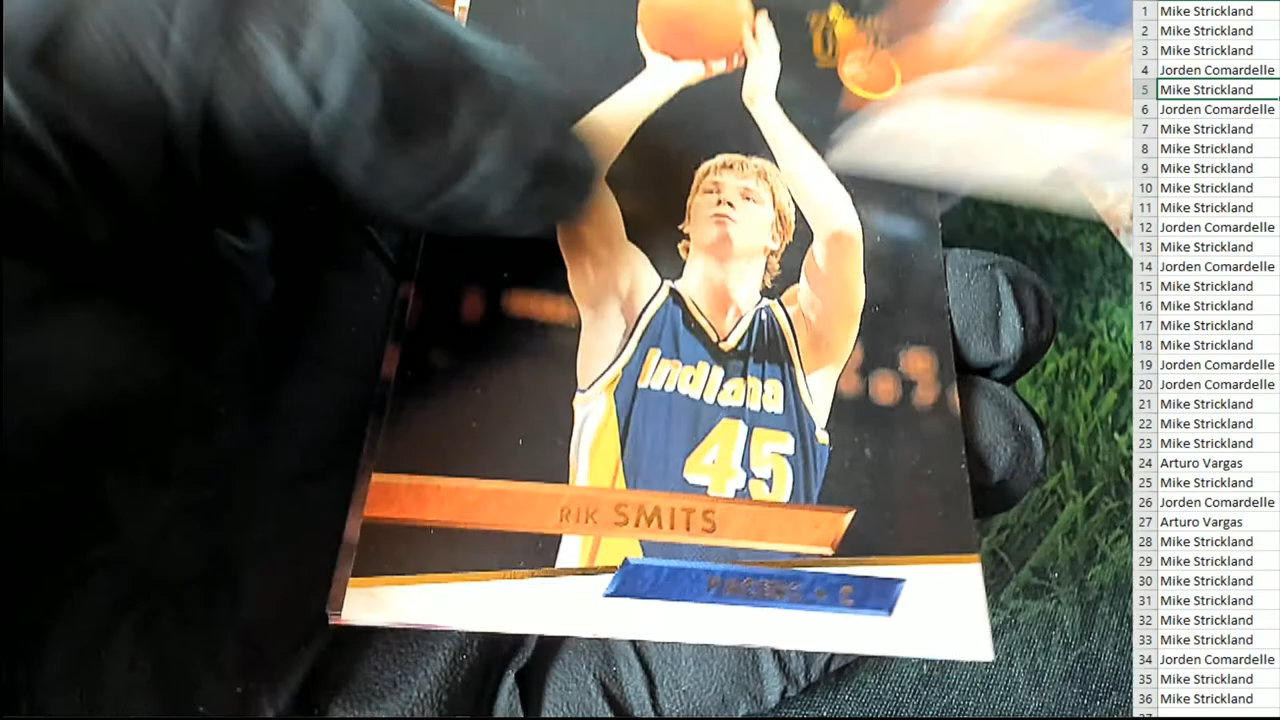 Indiana
45
RIK SMITS
PACERS • C
1 Mike Strickland
2 Mike Strickland
3 Mike Strickland
4 Jorden Comardelle
5 Mike Strickland
6 Jorden Comardelle
7 Mike Strickland
8 Mike Strickland
9 Mike Strickland
10 Mike Strickland
11 Mike Strickland
12 Jorden Comardelle
13 Mike Strickland
14 Jorden Comardelle
15 Mike Strickland
16 Mike Strickland
17 Mike Strickland
18 Mike Strickland
19 Jorden Comardelle
20 Jorden Comardelle
21 Mike Strickland
22 Mike Strickland
23 Mike Strickland
24 Arturo Vargas
25 Mike Strickland
26 Jorden Comardelle
27 Arturo Vargas
28 Mike Strickland
29 Mike Strickland
30 Mike Strickland
31 Mike Strickland
32 Mike Strickland
33 Mike Strickland
34 Jorden Comardelle
35 Mike Strickland
36 Mike Strickland